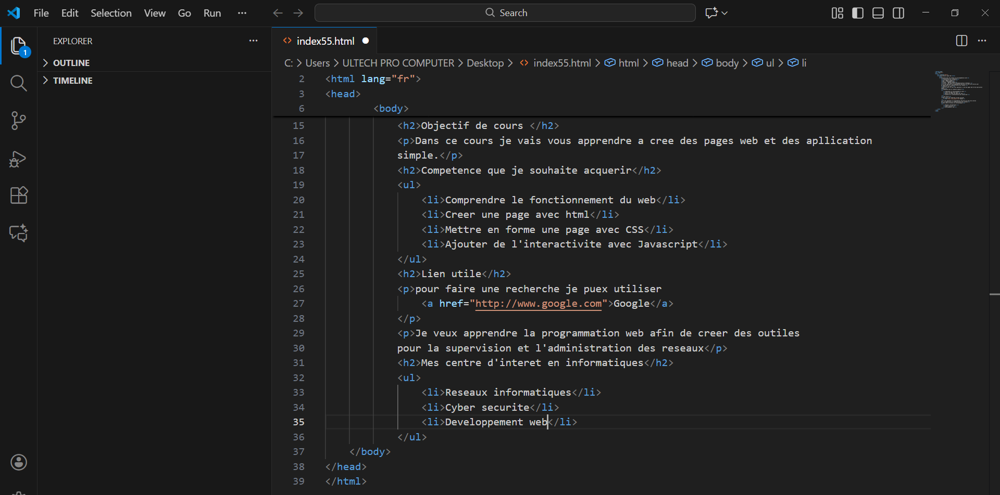 File Edit Selection View Go Run ... Search
EXPLORER ...
1
OUTLINE
TIMELINE
index55.html
C: > Users > ULTECH PRO COMPUTER > Desktop > index55.html > html > head > body > ul > li
2 <html lang="fr">
3 <head>
6 <body>
15 <h2>Objectif de cours </h2>
16 <p>Dans ce cours je vais vous apprendre a cree des pages web et des apllication
17 simple.</p>
18 <h2>Competence que je souhaite acquerir</h2>
19 <ul>
20 <li>Comprendre le fonctionnement du web</li>
21 <li>Creer une page avec html</li>
22 <li>Mettre en forme une page avec CSS</li>
23 <li>Ajouter de l'interactivite avec Javascript</li>
24 </ul>
25 <h2>Lien utile</h2>
26 <p>pour faire une recherche je puex utiliser
27 <a href="http://www.google.com">Google</a>
28 </p>
29 <p>Je veux apprendre la programmation web afin de creer des outiles
30 pour la supervision et l'administration des reseaux</p>
31 <h2>Mes centre d'interet en informatiques</h2>
32 <ul>
33 <li>Reseaux informatiques</li>
34 <li>Cyber securite</li>
35 <li>Developpement web</li>
36 </ul>
37 </body>
38 </head>
39 </html>